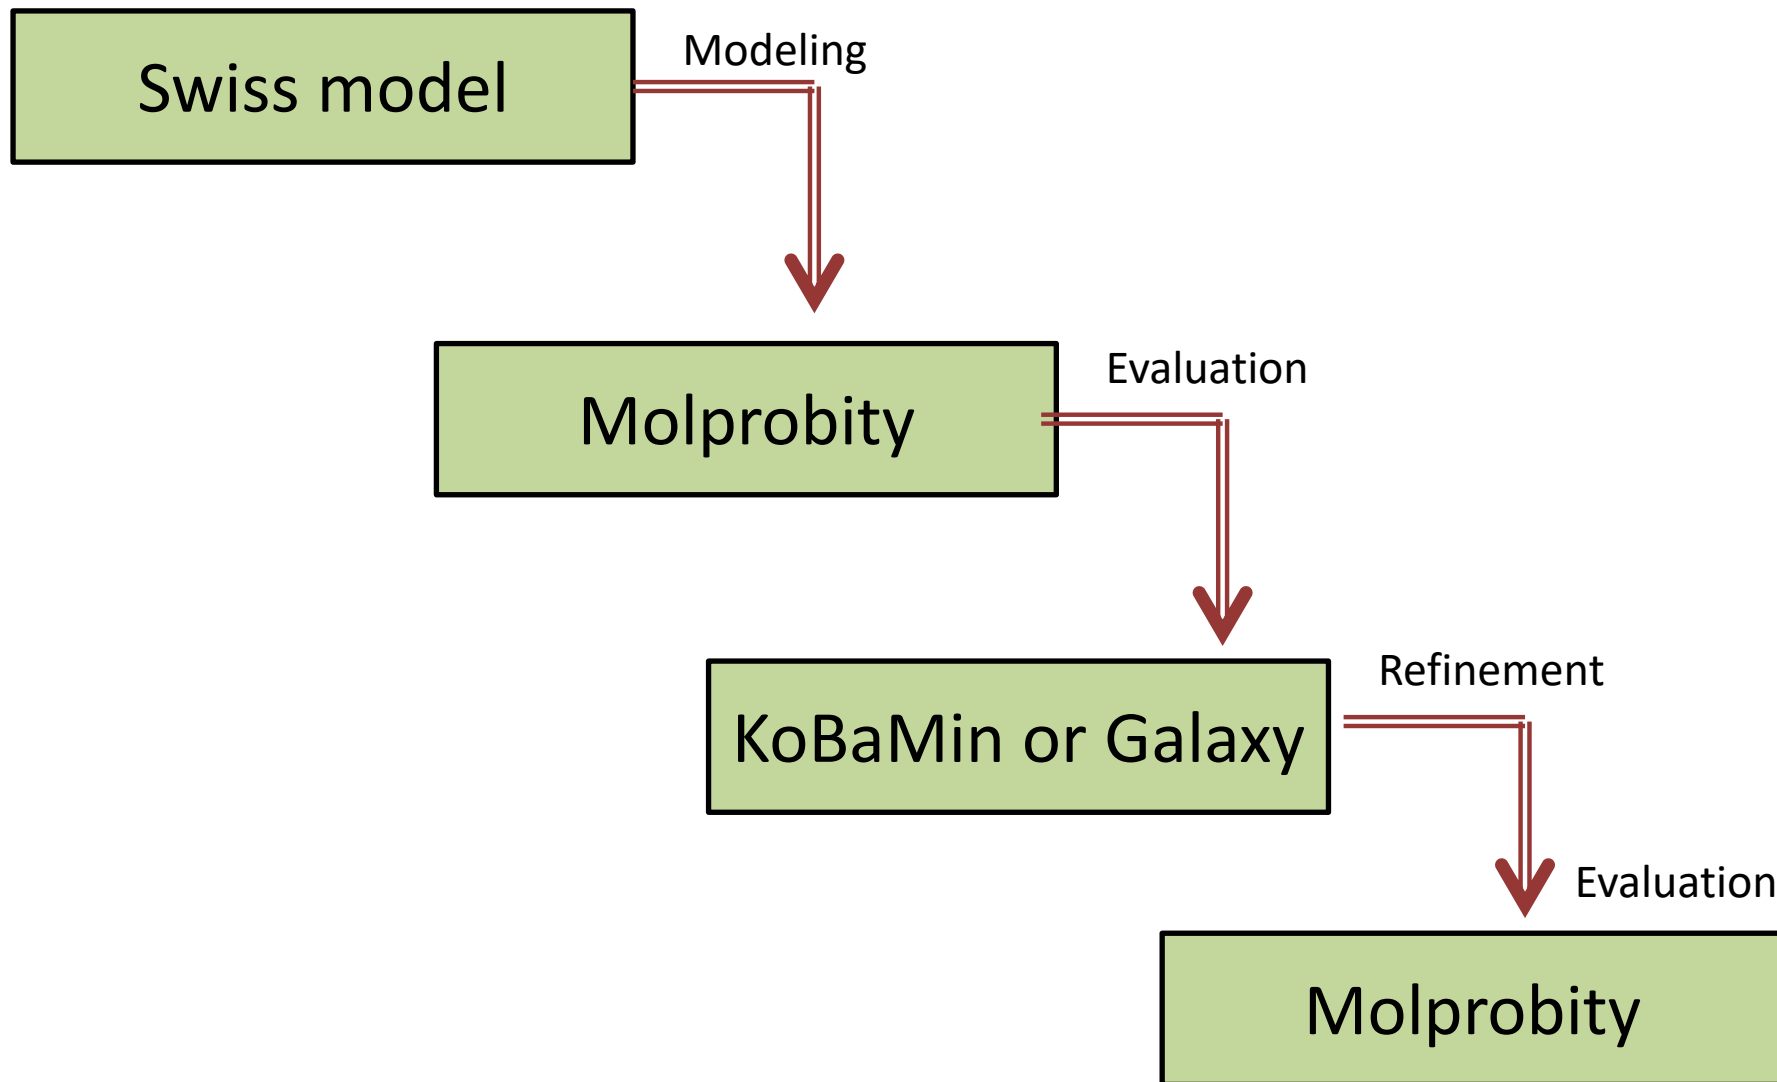 Swiss model
Modeling
Molprobity
Evaluation
KoBaMin or Galaxy
Refinement
Evaluation
Molprobity